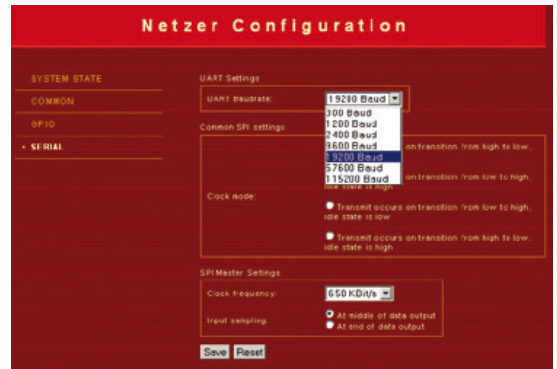 Netzer Configuration
SYSTEM STATE
COMMON
GPIO
SERIAL
UART Settings
UART Baudrate:
19200 Baud
300 Baud
1200 Baud
2400 Baud
9600 Baud
19200 Baud
57600 Baud
115200 Baud
Common SPI settings
Clock mode:
on transition from high to low,
on transition from low to high,
idle state is high
Transmit occurs on transition from low to high,
idle state is low
Transmit occurs on transition from high to low,
idle state is high
SPI Master Settings
Clock frequency:
650 KBit/s
Input sampling:
At middle of data output
At end of data output
Save Reset